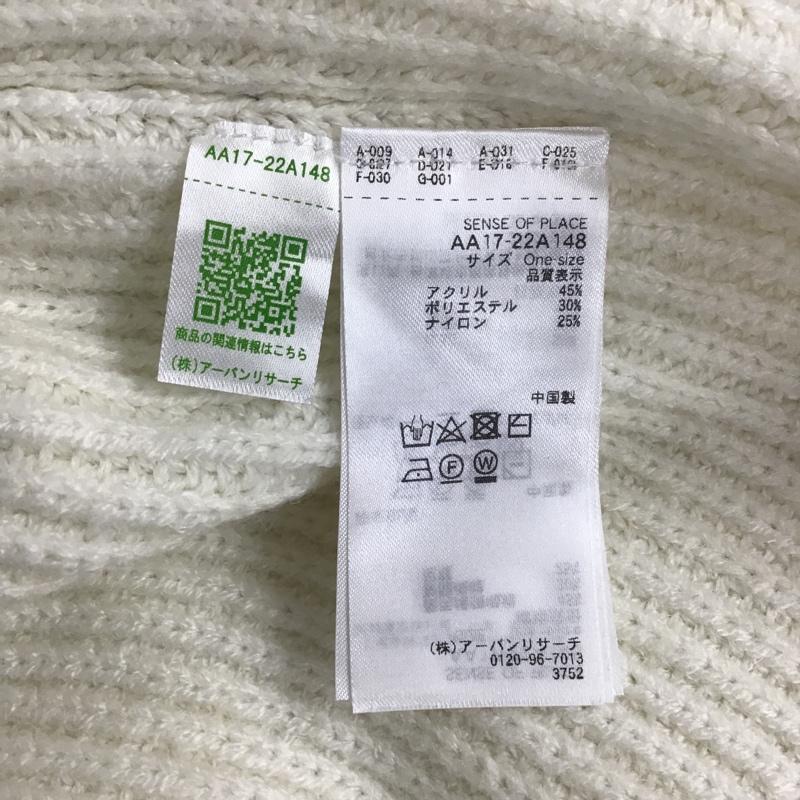 AA17-22A148
商品の関連情報はこちら
(株)アーバンリサーチ
A-009 A-014 A-031 C-025
C-027 D-021 E-016
F-030 G-001
SENSE OF PLACE
AA17-22A148
サイズ One size
品質表示
アクリル 45%
ポリエステル 30%
ナイロン 25%
中国製
F W
(株)アーバンリサーチ
0120-96-7013
3752